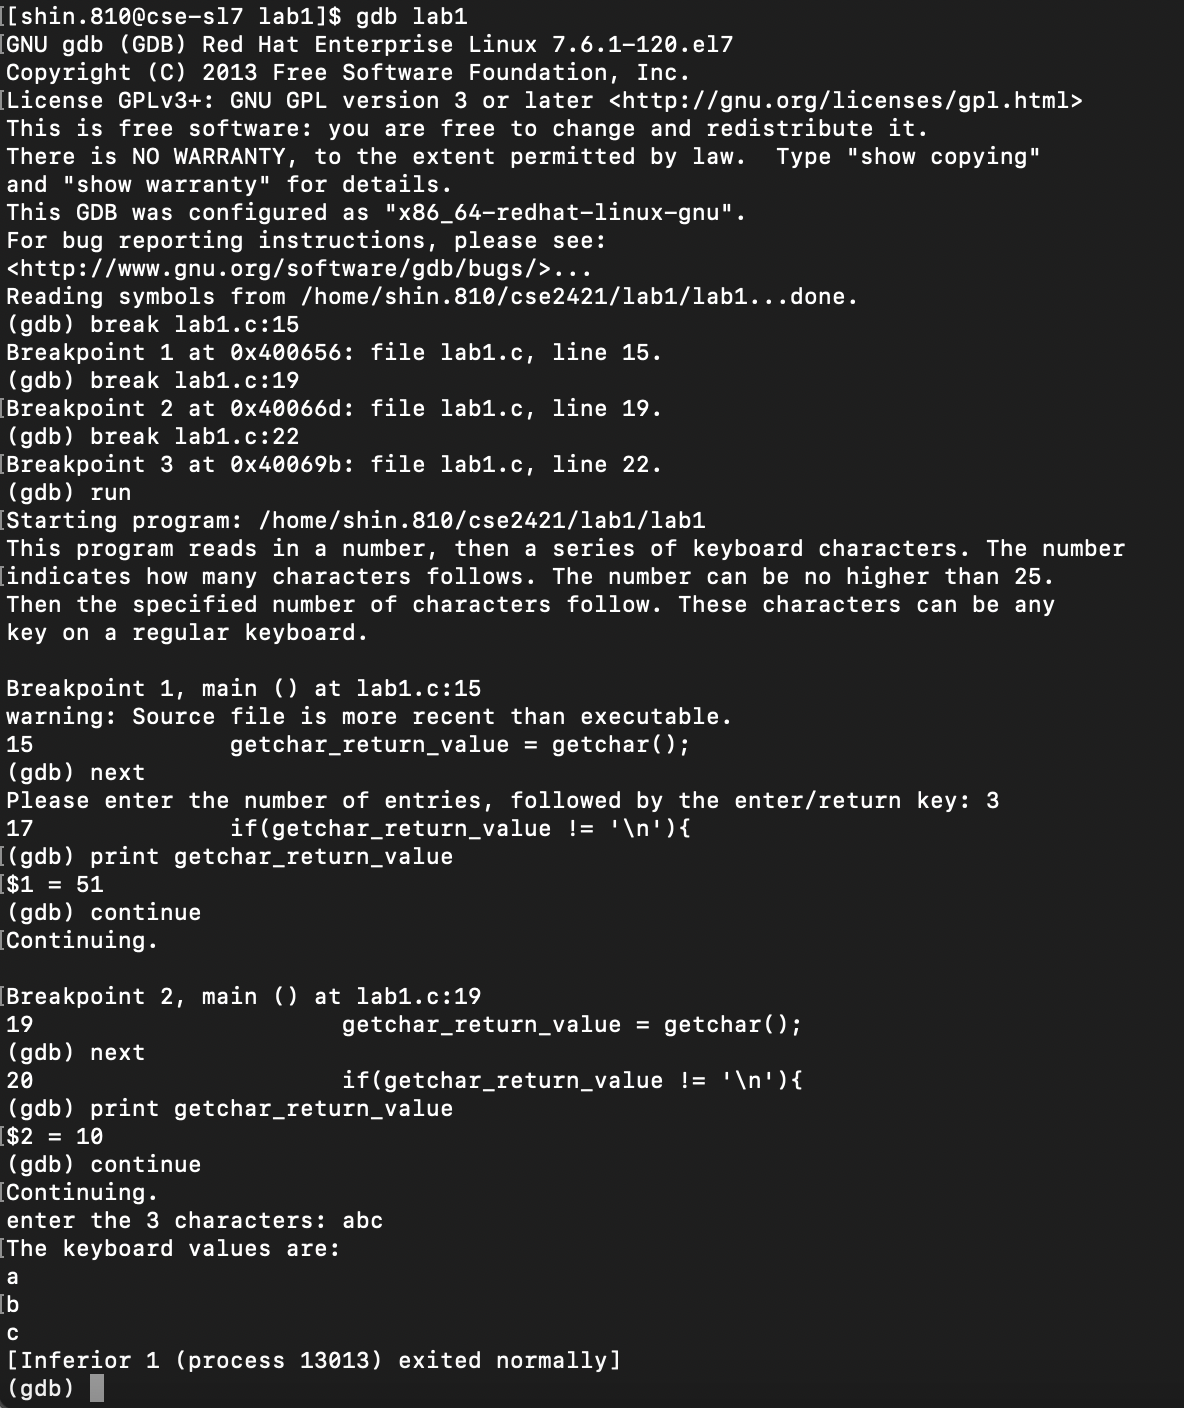 [[shin.810@cse-sl7 lab1]$ gdb lab1
[GNU gdb (GDB) Red Hat Enterprise Linux 7.6.1-120.el7
Copyright (C) 2013 Free Software Foundation, Inc.
[License GPLv3+: GNU GPL version 3 or later <http://gnu.org/licenses/gpl.html>
This is free software: you are free to change and redistribute it.
There is NO WARRANTY, to the extent permitted by law.  Type "show copying"
and "show warranty" for details.
This GDB was configured as "x86_64-redhat-linux-gnu".
For bug reporting instructions, please see:
<http://www.gnu.org/software/gdb/bugs/>...
Reading symbols from /home/shin.810/cse2421/lab1/lab1...done.
(gdb) break lab1.c:15
Breakpoint 1 at 0x400656: file lab1.c, line 15.
(gdb) break lab1.c:19
[Breakpoint 2 at 0x40066d: file lab1.c, line 19.
(gdb) break lab1.c:22
[Breakpoint 3 at 0x40069b: file lab1.c, line 22.
(gdb) run
[Starting program: /home/shin.810/cse2421/lab1/lab1
This program reads in a number, then a series of keyboard characters. The number
[indicates how many characters follows. The number can be no higher than 25.
Then the specified number of characters follow. These characters can be any
key on a regular keyboard.

Breakpoint 1, main () at lab1.c:15
warning: Source file is more recent than executable.
15              getchar_return_value = getchar();
(gdb) next
Please enter the number of entries, followed by the enter/return key: 3
17              if(getchar_return_value != '\n'){
[(gdb) print getchar_return_value
[$1 = 51
(gdb) continue
[Continuing.

[Breakpoint 2, main () at lab1.c:19
19                      getchar_return_value = getchar();
(gdb) next
20                      if(getchar_return_value != '\n'){
(gdb) print getchar_return_value
[$2 = 10
(gdb) continue
[Continuing.
enter the 3 characters: abc
[The keyboard values are:
a
[b
c
[Inferior 1 (process 13013) exited normally]
(gdb)